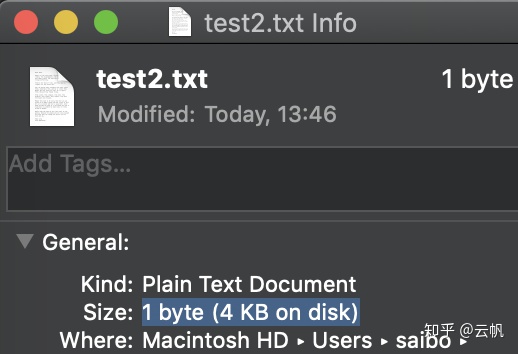 test2.txt Info
test2.txt 1 byte
Modified: Today, 13:46
Add Tags...
General:
Kind: Plain Text Document
Size: 1 byte (4 KB on disk)
Where: Macintosh HD ▸ Users ▸ saibo ▸
知乎 @云帆